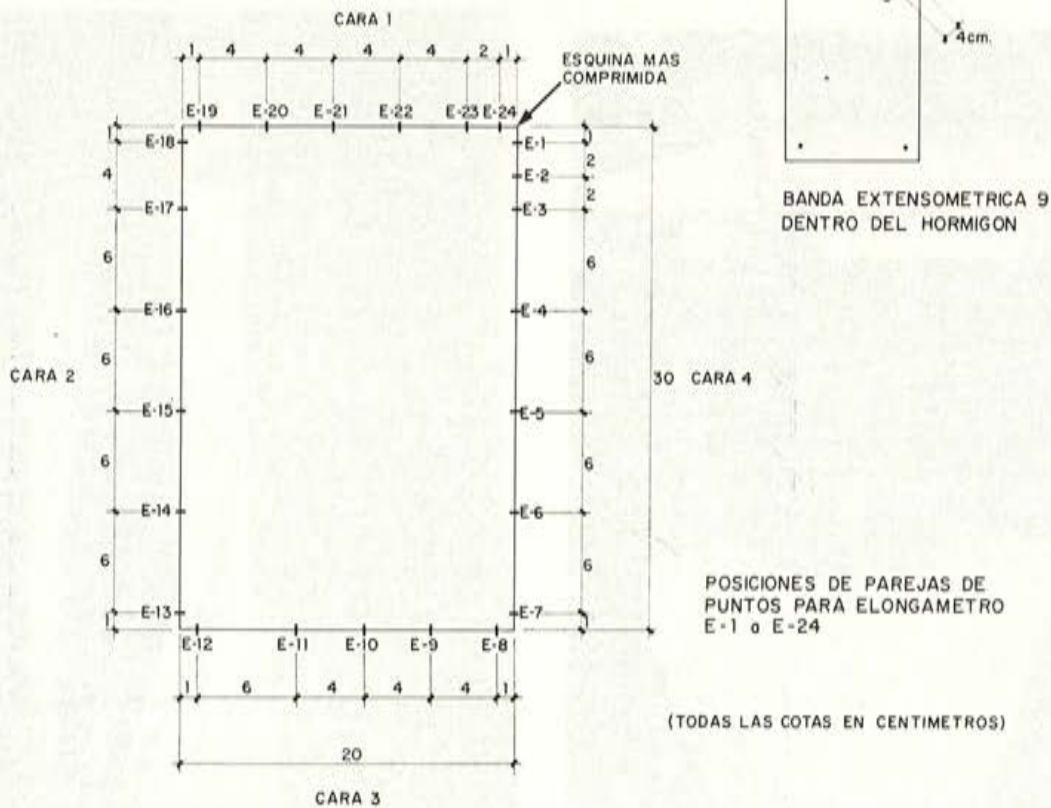 CARA 1
1 4 4 4 4 2 1
ESQUINA MAS
COMPRIMIDA
E-19 E-20 E-21 E-22 E-23 E-24
4cm.
BANDA EXTENSOMETRICA 9
DENTRO DEL HORMIGON
1
4
6
6
6
6
1
E-18
E-17
E-16
E-15
E-14
E-13
CARA 2
E-1
E-2
E-3
E-4
E-5
E-6
E-7
1
2
2
6
6
6
6
1
30 CARA 4
E-12 E-11 E-10 E-9 E-8
1 6 4 4 4 1
20
CARA 3
POSICIONES DE PAREJAS DE
PUNTOS PARA ELONGAMETRO
E-1 a E-24
(TODAS LAS COTAS EN CENTIMETROS)